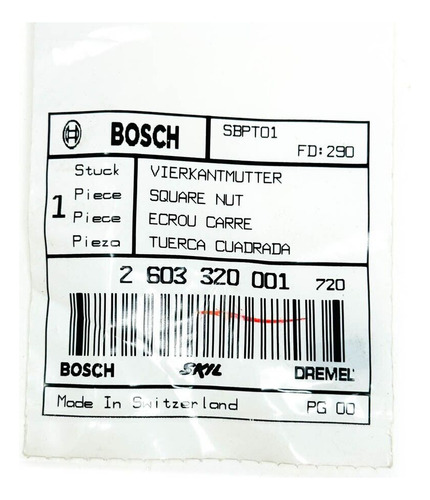 BOSCH SBPT01
FD:290
Stuck VIERKANTMUTTER
1 Piece SQUARE NUT
Piece ECROU CARRE
Pieza TUERCA CUADRADA
2 603 320 001 720
BOSCH SKIL DREMEL
Made In Switzerland PG 00